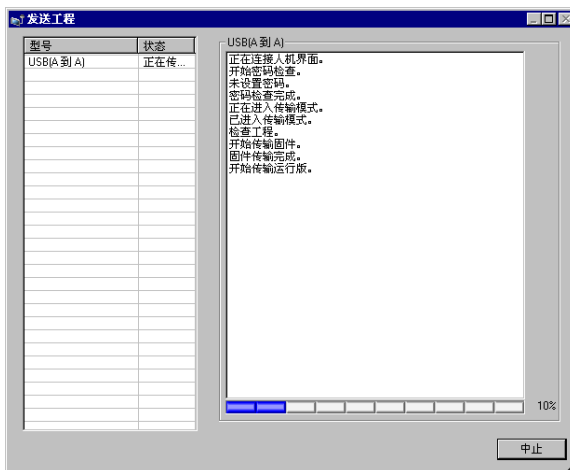 发送工程
型号 状态
USB(A 到 A) 正在传...
USB(A 到 A)
正在连接人机界面。
开始密码检查。
未设置密码。
密码检查完成。
正在进入传输模式。
已进入传输模式。
检查工程。
开始传输固件。
固件传输完成。
开始传输运行版。
10%
中止